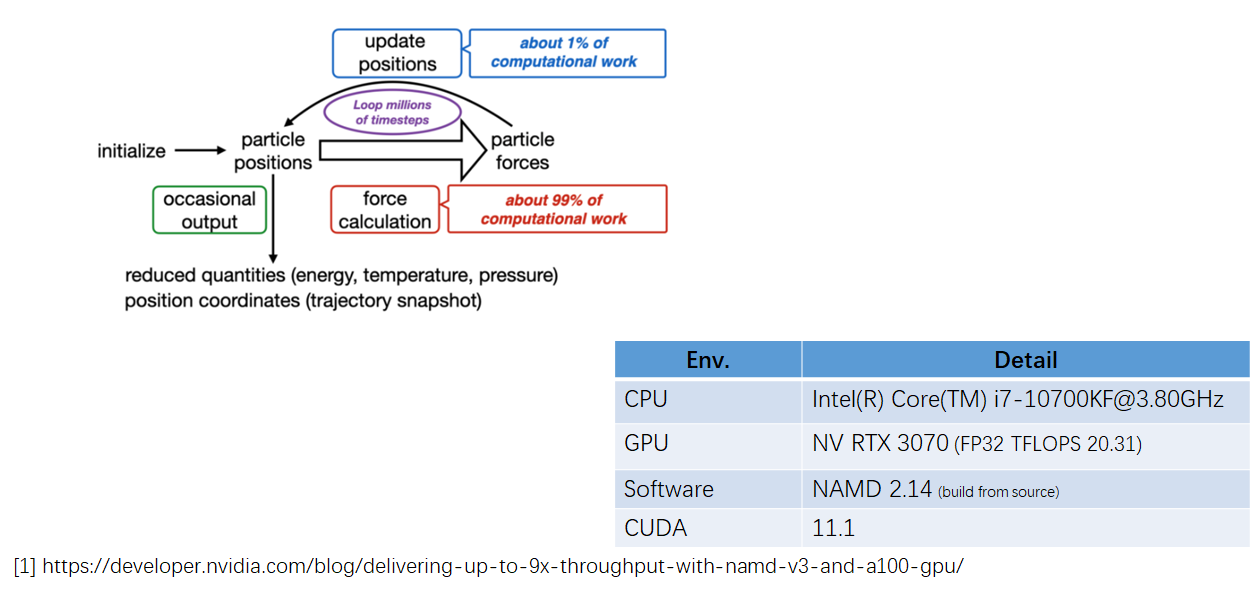 update
positions
about 1% of
computational work
Loop millions
of timesteps
initialize
particle
positions
particle
forces
occasional
output
force
calculation
about 99% of
computational work
reduced quantities (energy, temperature, pressure)
position coordinates (trajectory snapshot)
Env. Detail
CPU Intel(R) Core(TM) i7-10700KF@3.80GHz
GPU NV RTX 3070 (FP32 TFLOPS 20.31)
Software NAMD 2.14 (build from source)
CUDA 11.1
[1] https://developer.nvidia.com/blog/delivering-up-to-9x-throughput-with-namd-v3-and-a100-gpu/